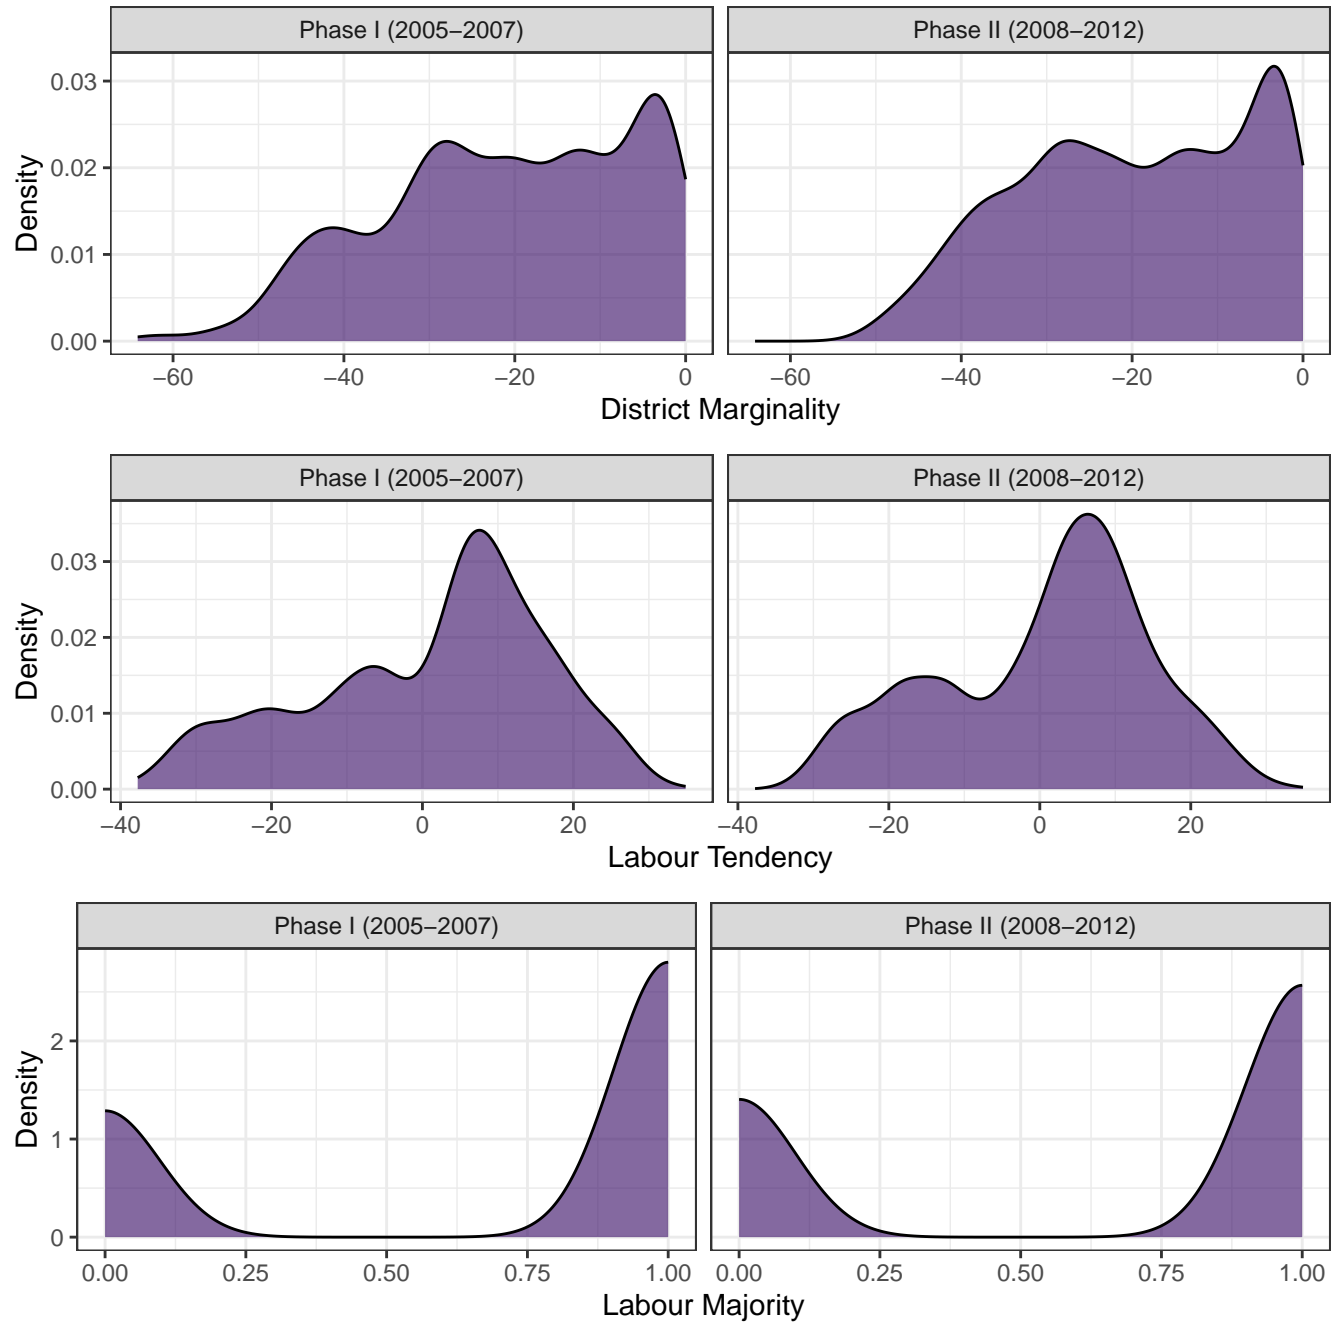 Phase I (2005–2007) Phase II (2008–2012)
0.03
0.02
0.01
0.00
Density
−60 −40 −20 0 −60 −40 −20 0
District Marginality
Phase I (2005–2007) Phase II (2008–2012)
0.03
0.02
0.01
0.00
Density
−40 −20 0 20 −40 −20 0 20
Labour Tendency
Phase I (2005–2007) Phase II (2008–2012)
2
1
0
Density
0.00 0.25 0.50 0.75 1.00 0.00 0.25 0.50 0.75 1.00
Labour Majority